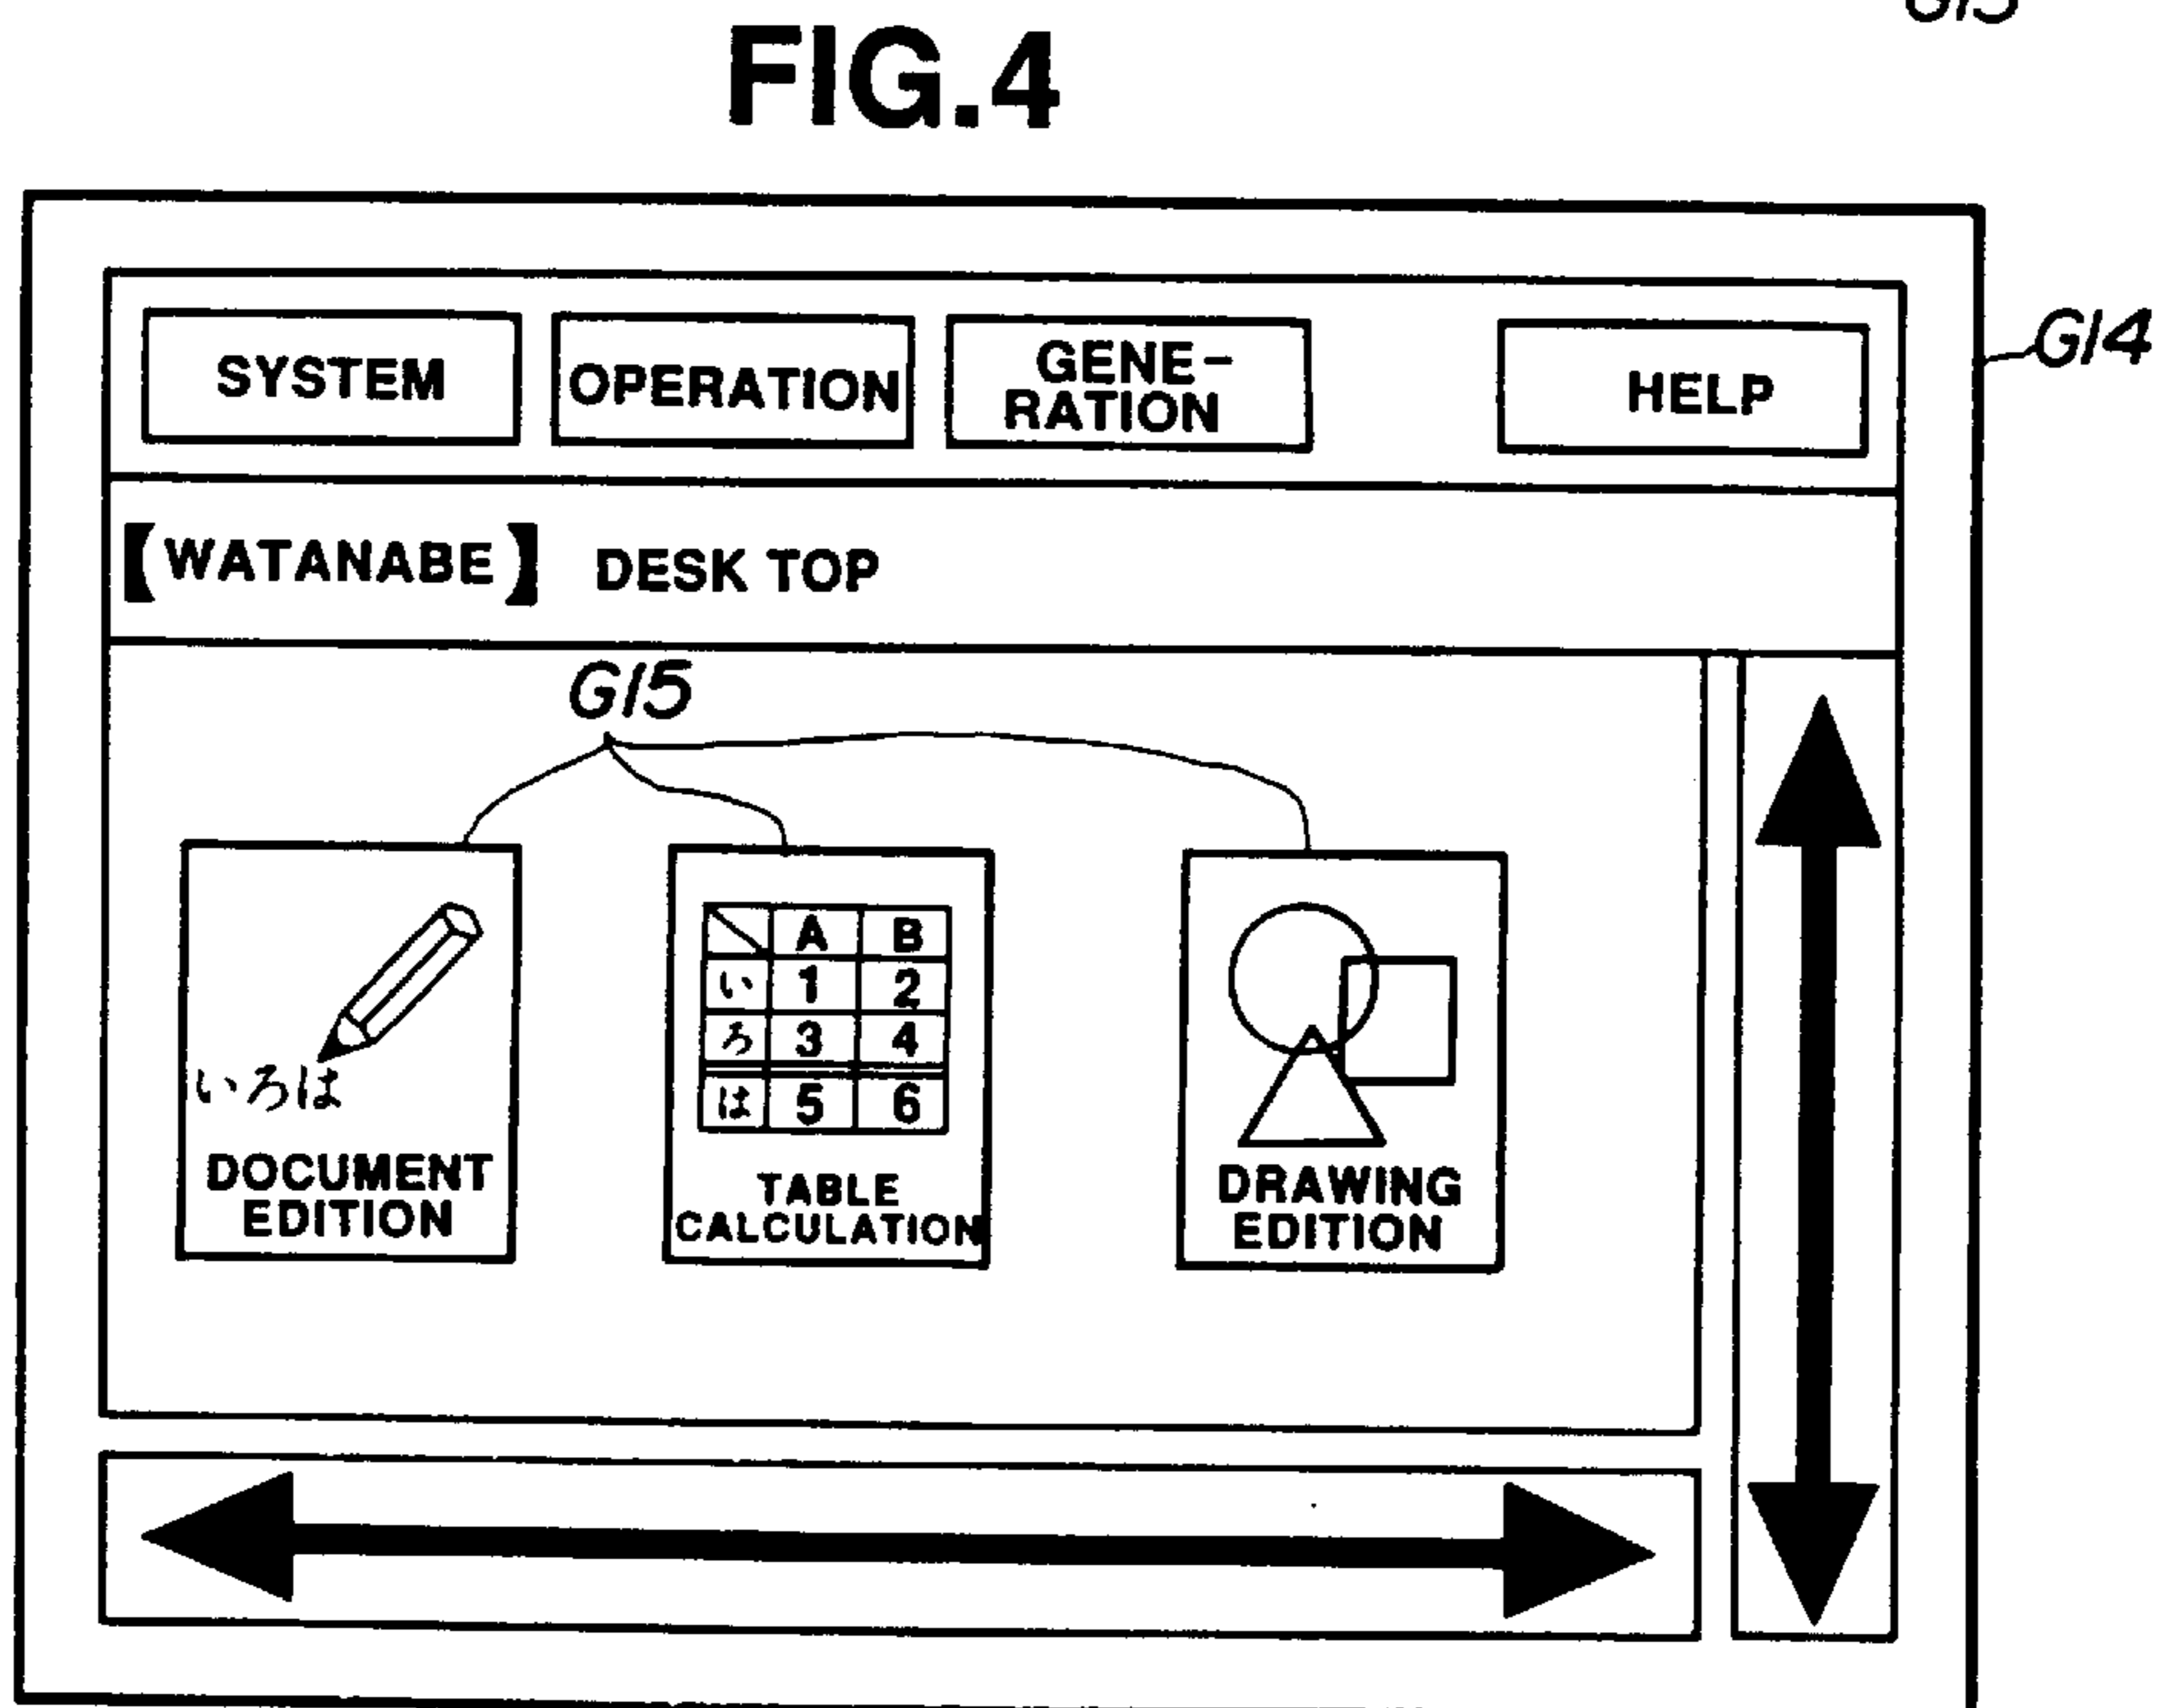 FIG.4
G14
SYSTEM
OPERATION
GENE-
RATION
HELP
【WATANABE】 DESK TOP
G15
いろは
DOCUMENT
EDITION
A B
い 1 2
ろ 3 4
は 5 6
TABLE
CALCULATION
DRAWING
EDITION